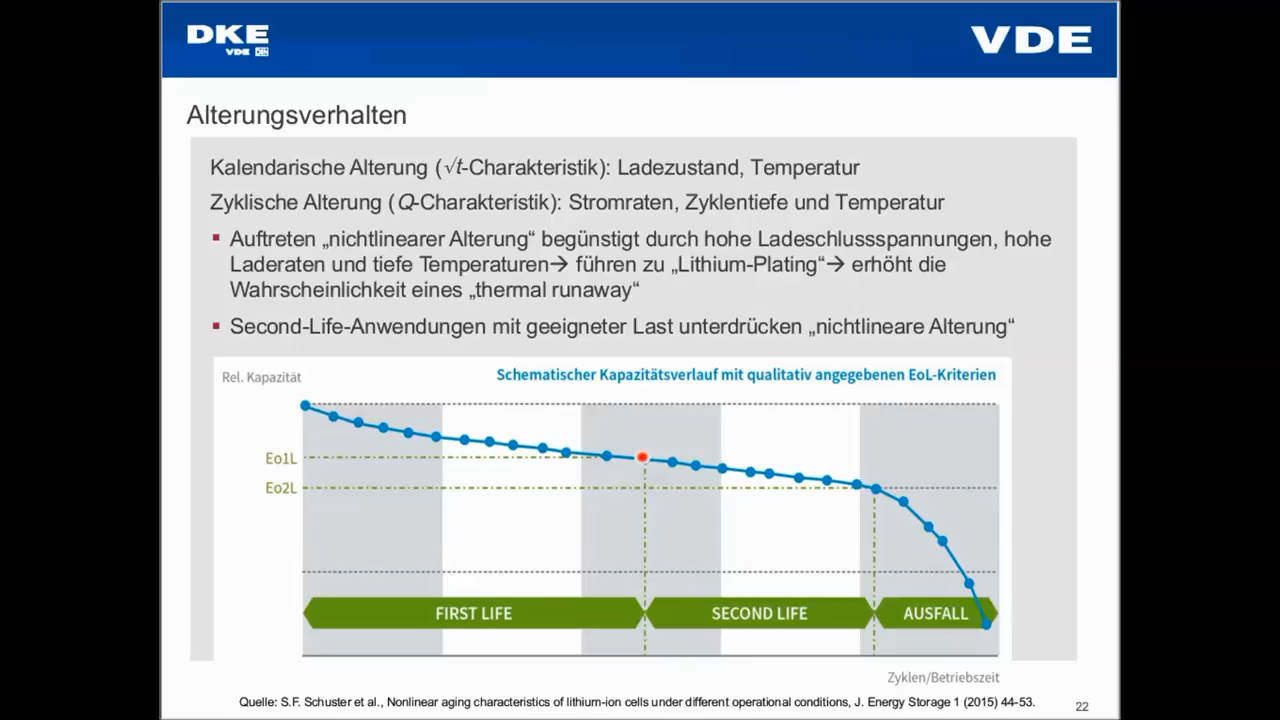 DKE
VDE DIN
VDE
Alterungsverhalten
Kalendarische Alterung (√t-Charakteristik): Ladezustand, Temperatur
Zyklische Alterung (Q-Charakteristik): Stromraten, Zyklentiefe und Temperatur
▪ Auftreten „nichtlinearer Alterung“ begünstigt durch hohe Ladeschlussspannungen, hohe
Laderaten und tiefe Temperaturen→ führen zu „Lithium-Plating“→ erhöht die
Wahrscheinlichkeit eines „thermal runaway“
▪ Second-Life-Anwendungen mit geeigneter Last unterdrücken „nichtlineare Alterung“
Rel. Kapazität
Schematischer Kapazitätsverlauf mit qualitativ angegebenen EoL-Kriterien
Eo1L
Eo2L
FIRST LIFE
SECOND LIFE
AUSFALL
Zyklen/Betriebszeit
Quelle: S.F. Schuster et al., Nonlinear aging characteristics of lithium-ion cells under different operational conditions, J. Energy Storage 1 (2015) 44-53.
22